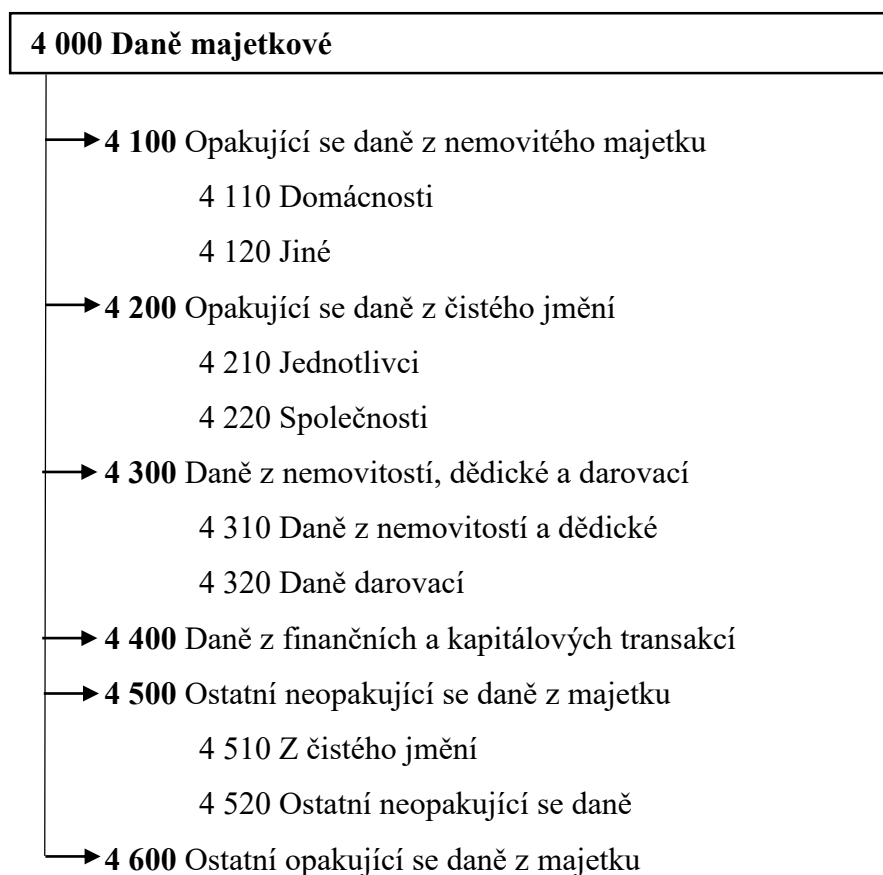 4 000 Daně majetkové
4 100 Opakující se daně z nemovitého majetku
4 110 Domácnosti
4 120 Jiné
4 200 Opakující se daně z čistého jmění
4 210 Jednotlivci
4 220 Společnosti
4 300 Daně z nemovitostí, dědické a darovací
4 310 Daně z nemovitostí a dědické
4 320 Daně darovací
4 400 Daně z finančních a kapitálových transakcí
4 500 Ostatní neopakující se daně z majetku
4 510 Z čistého jmění
4 520 Ostatní neopakující se daně
4 600 Ostatní opakující se daně z majetku